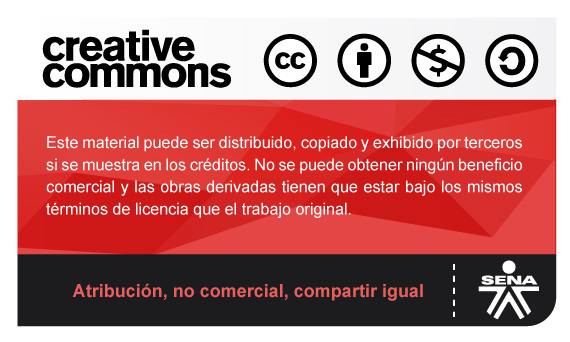 creative
commons
cc
$
Este material puede ser distribuido, copiado y exhibido por terceros
si se muestra en los créditos. No se puede obtener ningún beneficio
comercial y las obras derivadas tienen que estar bajo los mismos
términos de licencia que el trabajo original.
Atribución, no comercial, compartir igual
SENA